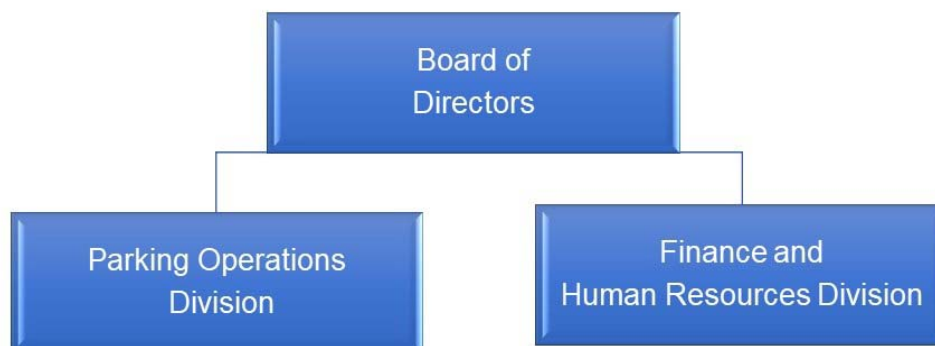 Board of
Directors
Parking Operations
Division
Finance and
Human Resources Division